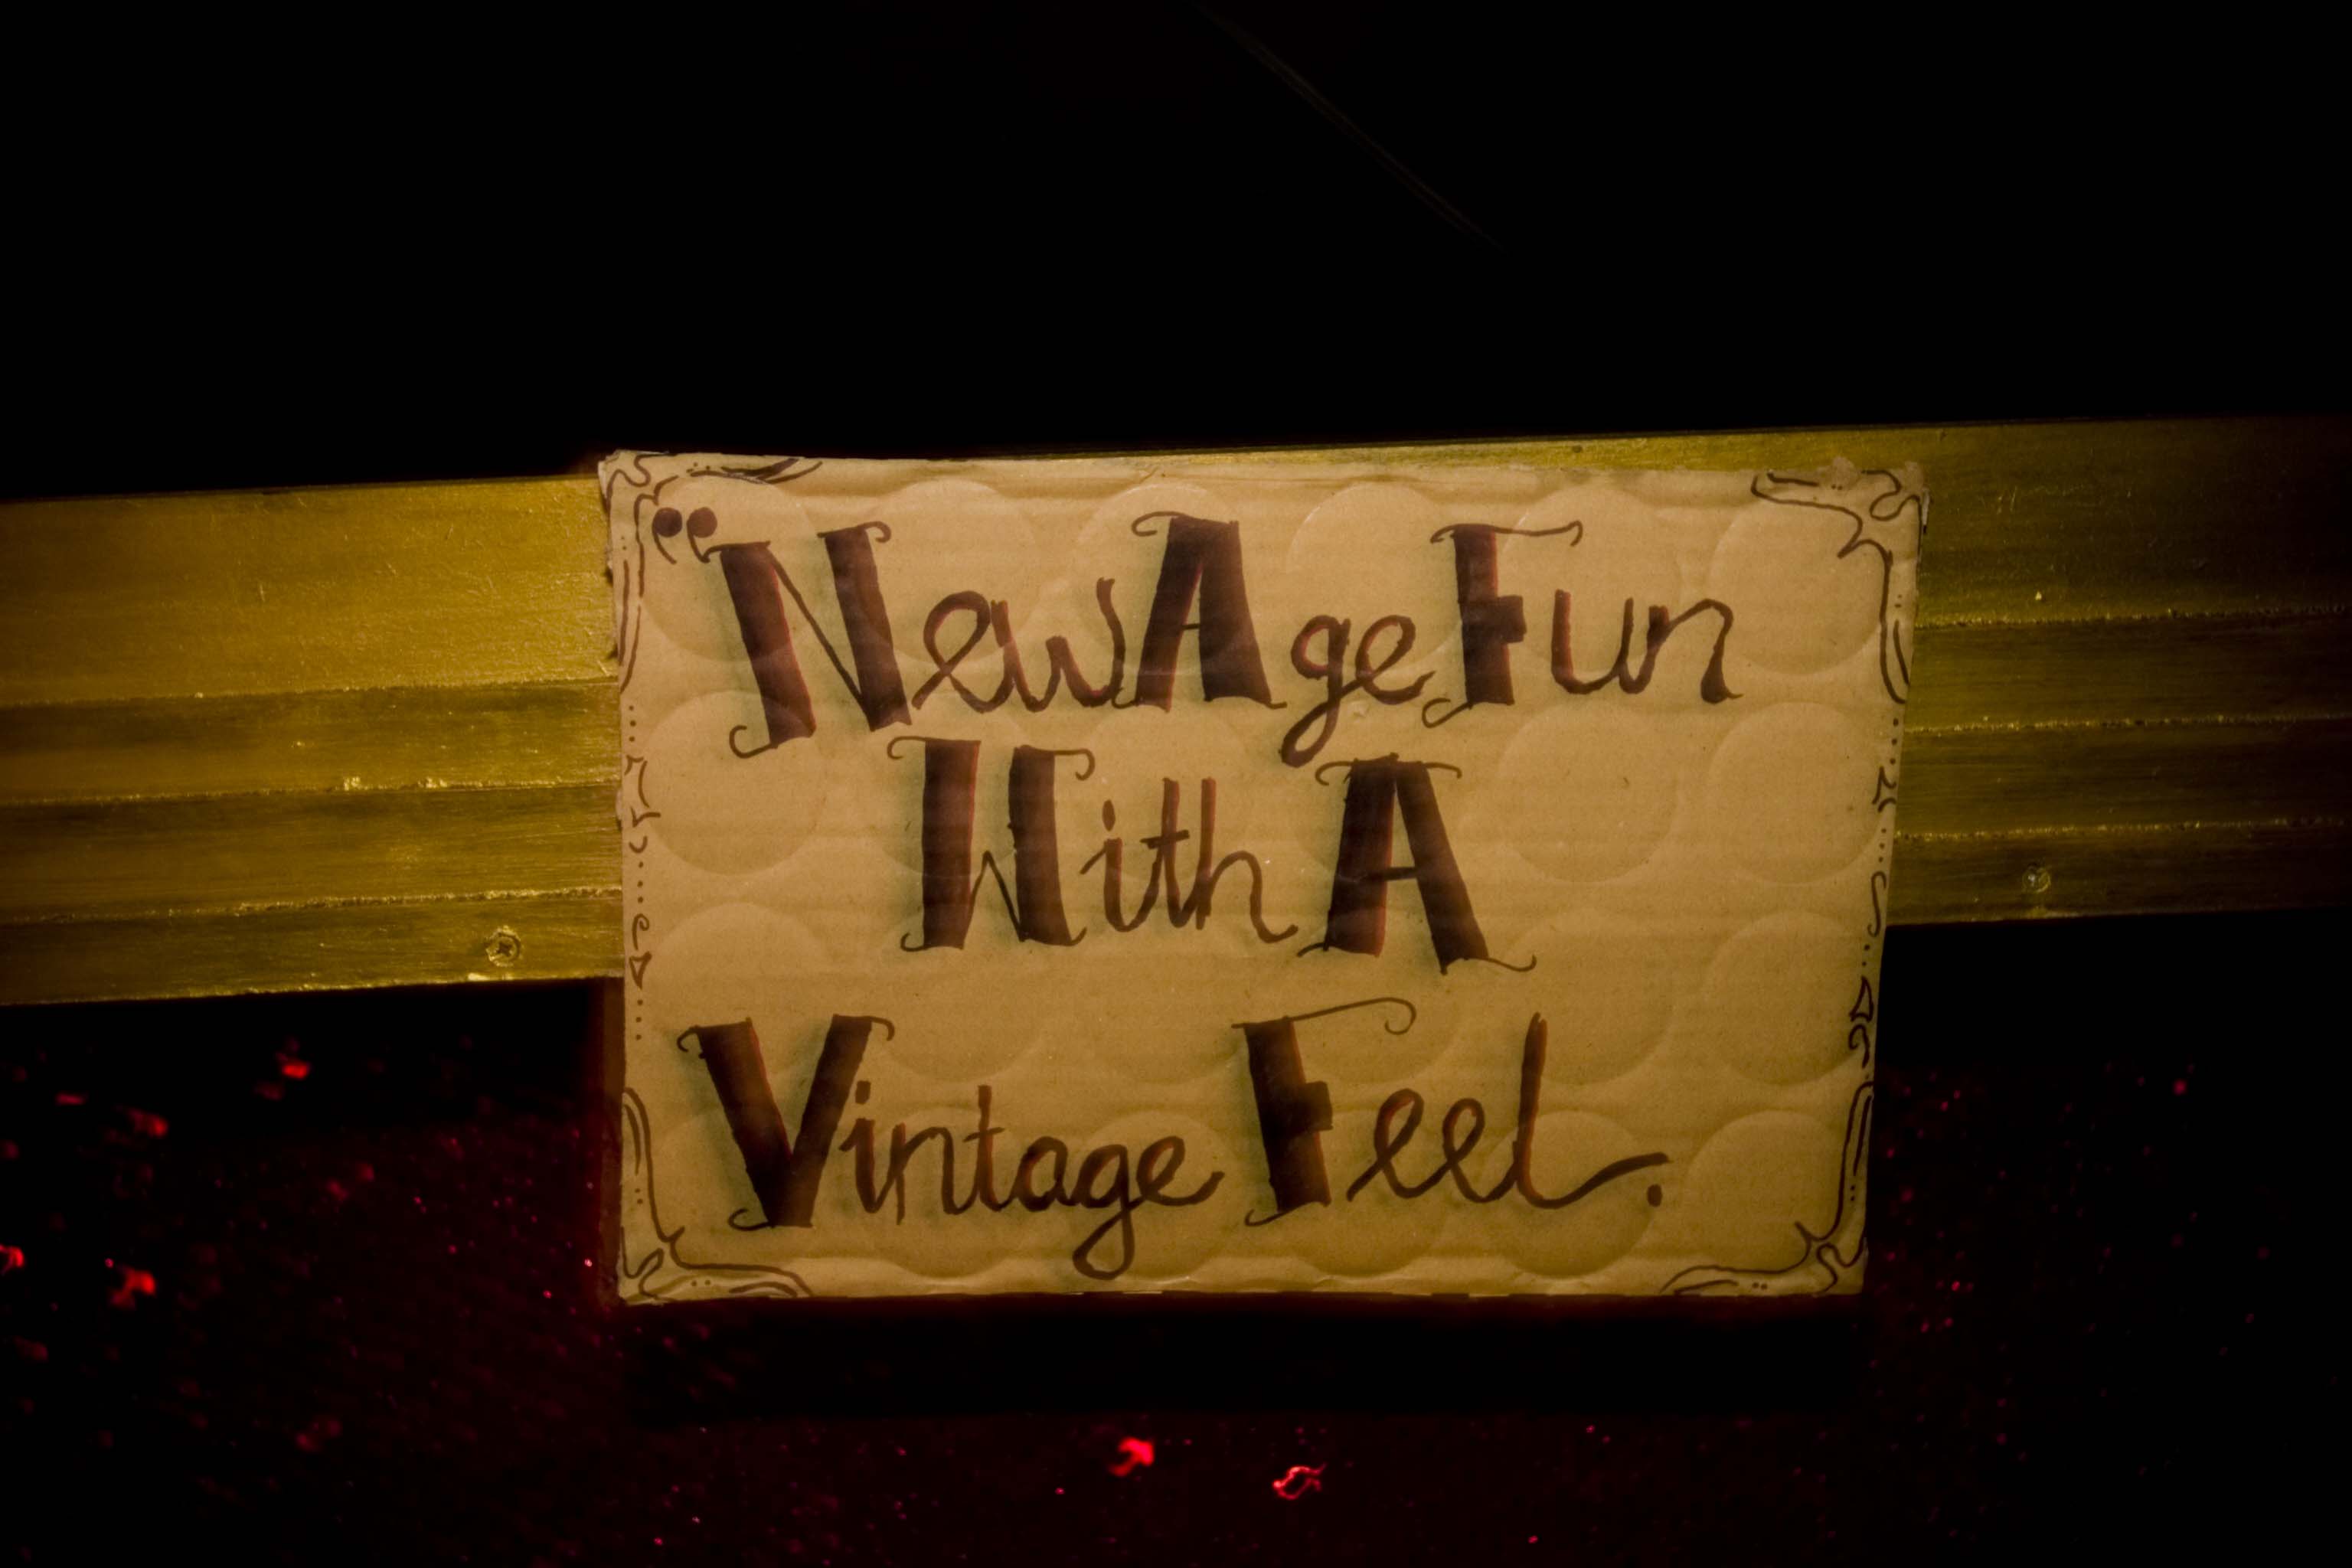 “New Age Fun
With A
Vintage Feel.